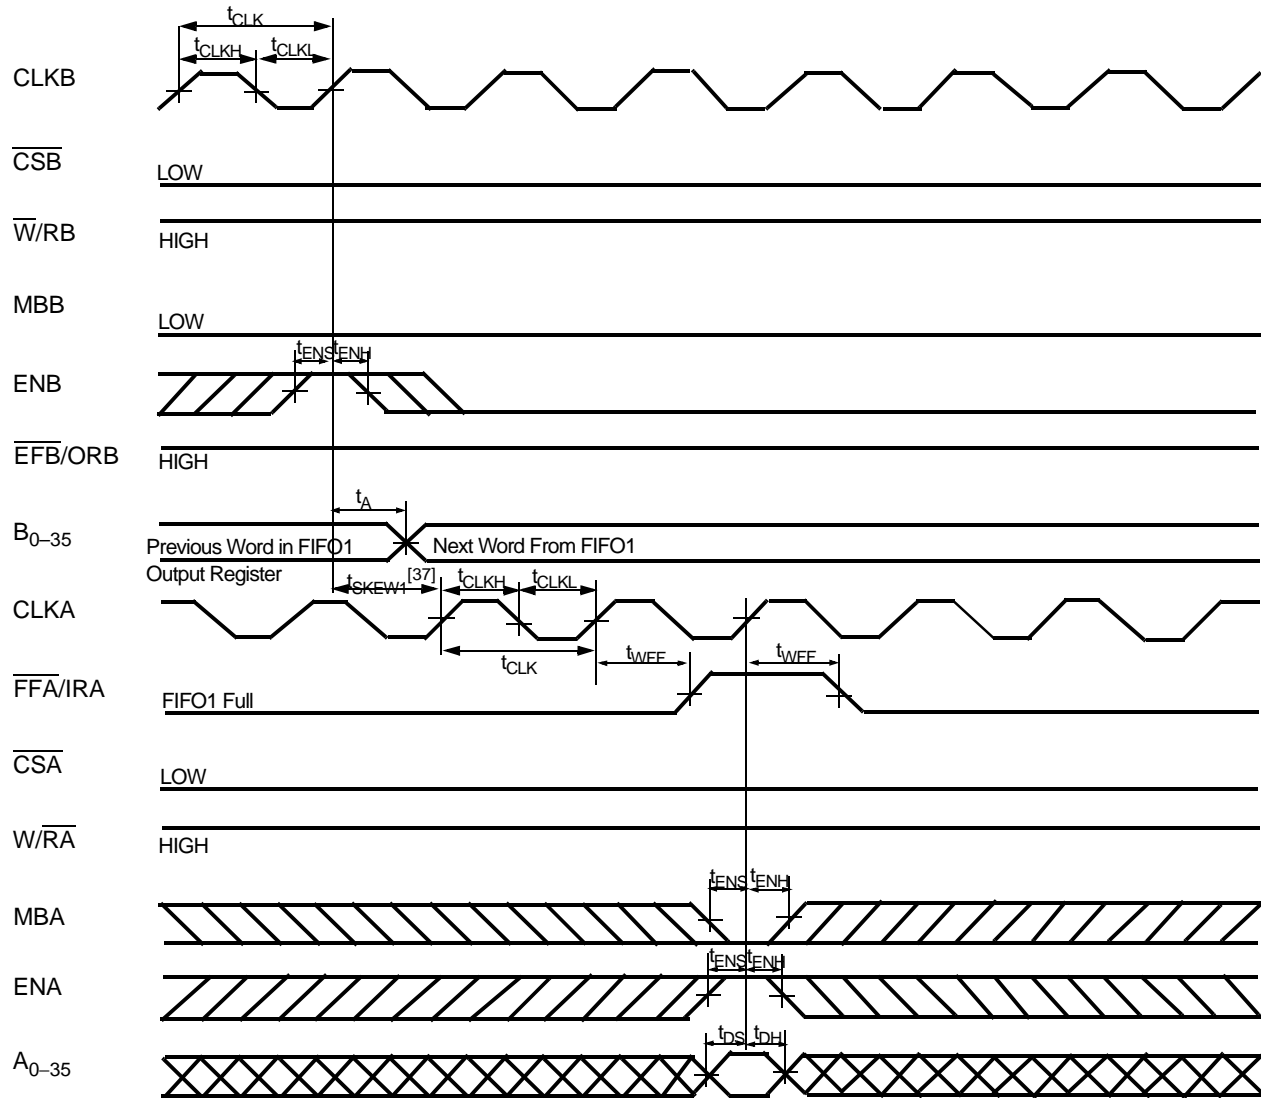 tCLK
tCLKH tCLKL
CLKB
CSB
LOW
W/RB
HIGH
MBB
LOW
tENS tENH
ENB
EFB/ORB
HIGH
tA
B0–35
Previous Word in FIFO1 Next Word From FIFO1
Output Register
tSKEW1[37] tCLKH tCLKL
CLKA
tCLK
tWFF tWFF
FFA/IRA
FIFO1 Full
CSA
LOW
W/RA
HIGH
tENS tENH
MBA
tENS tENH
ENA
tDS tDH
A0–35